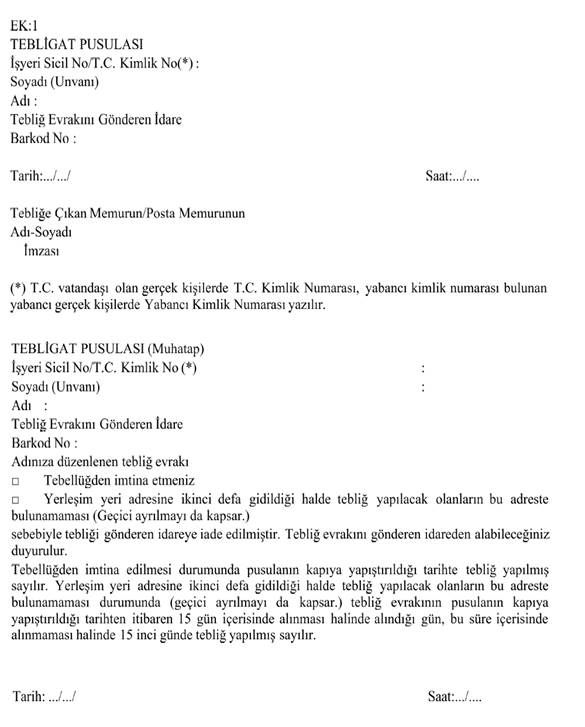 EK:1
TEBLİGAT PUSULASI
İşyeri Sicil No/T.C. Kimlik No(*) :
Soyadı (Unvanı)
Adı :
Tebliğ Evrakını Gönderen İdare
Barkod No :
Tarih:.../.../ Saat:.../....
Tebliğe Çıkan Memurun/Posta Memurunun
Adı-Soyadı
İmzası
(*) T.C. vatandaşı olan gerçek kişilerde T.C. Kimlik Numarası, yabancı kimlik numarası bulunan
yabancı gerçek kişilerde Yabancı Kimlik Numarası yazılır.
TEBLİGAT PUSULASI (Muhatap)
İşyeri Sicil No/T.C. Kimlik No (*) :
Soyadı (Unvanı) :
Adı :
Tebliğ Evrakını Gönderen İdare
Barkod No :
Adınıza düzenlenen tebliğ evrakı
□ Tebellüğden imtina etmeniz
□ Yerleşim yeri adresine ikinci defa gidildiği halde tebliğ yapılacak olanların bu adreste
bulunamaması (Geçici ayrılmayı da kapsar.)
sebebiyle tebliği gönderen idareye iade edilmiştir. Tebliğ evrakını gönderen idareden alabileceğiniz
duyurulur.
Tebellüğden imtina edilmesi durumunda pusulanın kapıya yapıştırıldığı tarihte tebliğ yapılmış
sayılır. Yerleşim yeri adresine ikinci defa gidildiği halde tebliğ yapılacak olanların bu adreste
bulunamaması durumunda (geçici ayrılmayı da kapsar.) tebliğ evrakının pusulanın kapıya
yapıştırıldığı tarihten itibaren 15 gün içerisinde alınması halinde alındığı gün, bu süre içerisinde
alınmaması halinde 15 inci günde tebliğ yapılmış sayılır.
Tarih: .../.../ Saat:.../....